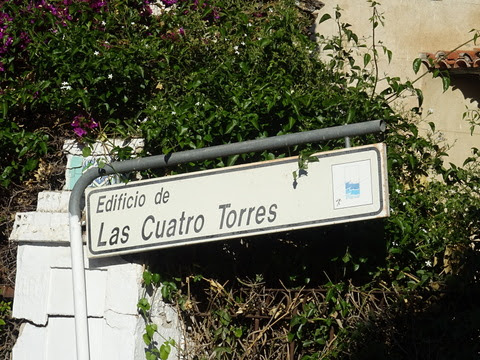 Edificio de
Las Cuatro Torres